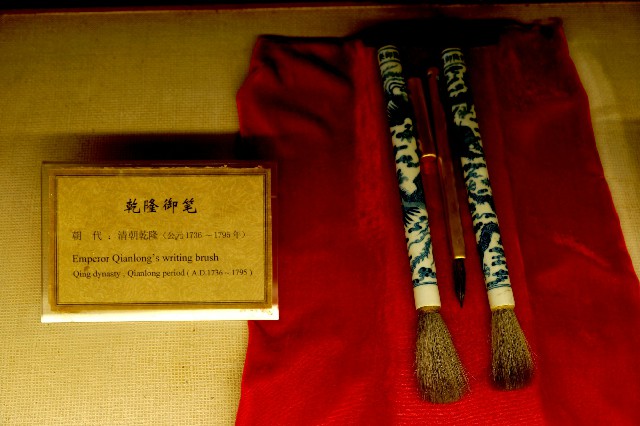 乾隆御笔
朝 代 : 清朝乾隆 (公元1736～1795年)
Emperor Qianlong's writing brush
Qing dynasty , Qianlong period ( A D.1736～1795 )